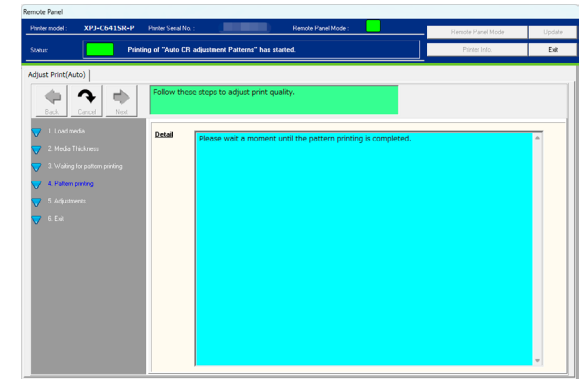 Remote Panel
Printer model : XPJ-C641SR-P Printer Serial No. : Remote Panel Mode :
Remote Panel Mode Update
Status: Printing of "Auto CR adjustment Patterns" has started.
Printer Info. Exit
Adjust Print(Auto)
Back Cancel Next
Follow these steps to adjust print quality.
1. Load media
2. Media Thickness
3. Waiting for pattern printing
4. Pattern printing
5. Adjustments
6. Exit
Detail
Please wait a moment until the pattern printing is completed.